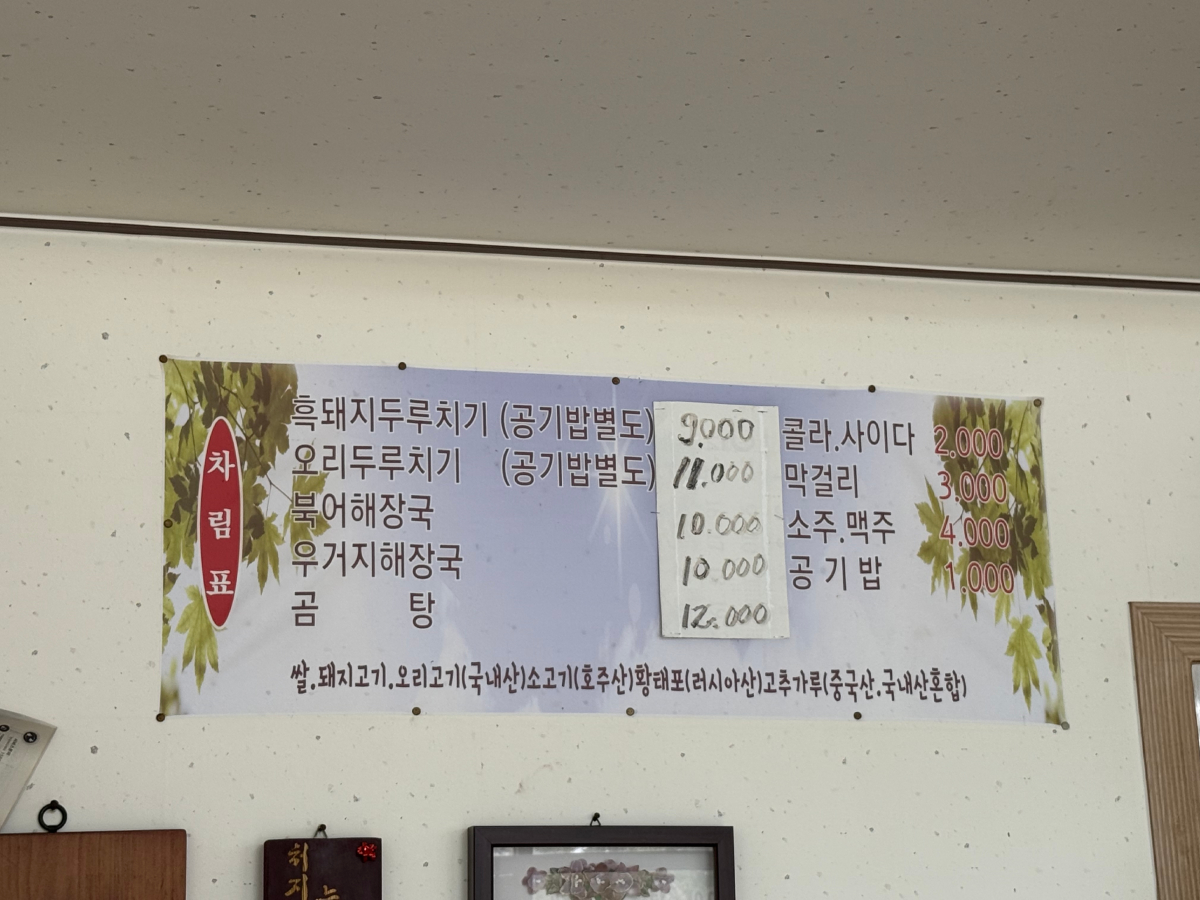 차림표
흑돼지두루치기 (공기밥별도) 9.000 콜라.사이다 2.000
오리두루치기 (공기밥별도) 11.000 막걸리 3.000
북어해장국 10.000 소주.맥주 4.000
우거지해장국 10.000 공기밥 1.000
곰탕 12.000
쌀.돼지고기.오리고기(국내산)소고기(호주산)황태포(러시아산)고추가루(중국산.국내산혼합)